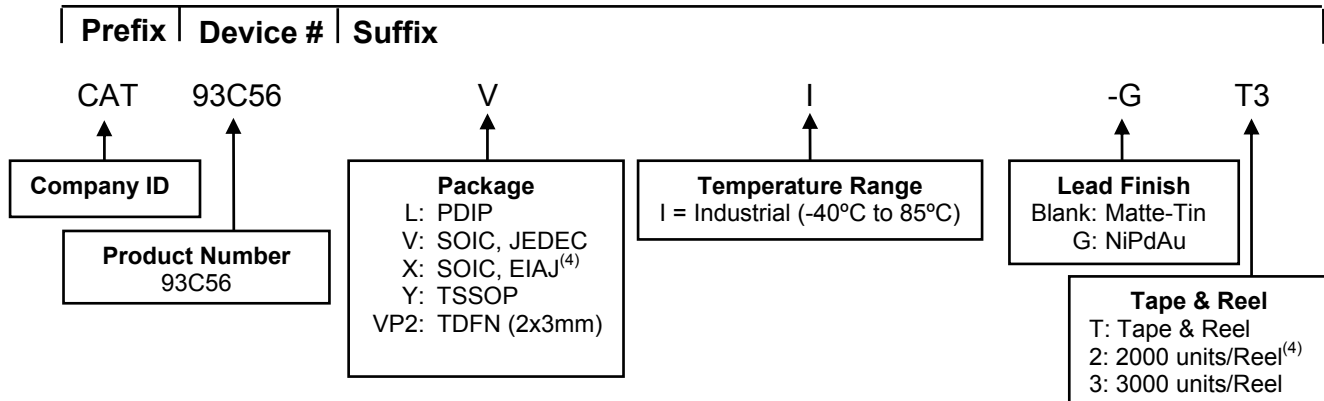 Prefix Device # Suffix
CAT 93C56 V I -G T3
Company ID
Product Number
93C56
Package
L: PDIP
V: SOIC, JEDEC
X: SOIC, EIAJ(4)
Y: TSSOP
VP2: TDFN (2x3mm)
Temperature Range
I = Industrial (-40ºC to 85ºC)
Lead Finish
Blank: Matte-Tin
G: NiPdAu
Tape & Reel
T: Tape & Reel
2: 2000 units/Reel(4)
3: 3000 units/Reel